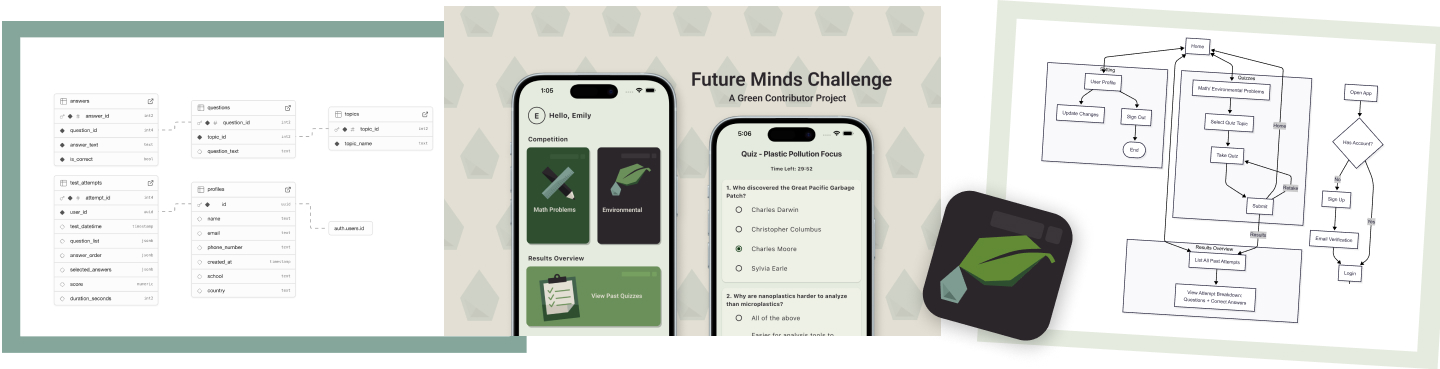 answers
answer_id int2
question_id int2
answer_text text
is_correct bool
questions
question_id int2
topic_id int2
question_text text
topics
topic_id int2
topic_name text
test_attempts
attempt_id int4
user_id uuid
test_datetime timestamp
question_list jsonb
answer_order jsonb
selected_answers jsonb
score numeric
duration_seconds int2
profiles
id uuid
name text
email text
phone_number text
created_at timestamp
school text
country text
auth.users.id
Future Minds Challenge
A Green Contributor Project
1:05
E
Hello, Emily
Competition
Math Problems
Environmental
Results Overview
View Past Quizzes
5:06
Quiz - Plastic Pollution Focus
Time Left: 29:52
1. Who discovered the Great Pacific Garbage
Patch?
Charles Darwin
Christopher Columbus
Charles Moore
Sylvia Earle
2. Why are nanoplastics harder to analyze
than microplastics?
All of the above
Easier for analysis tools to
Home
User Profile
Update Changes
Sign Out
End
Quizzes
Math/ Environmental Problems
Select Quiz Topic
Take Quiz
Submit
Home
Retake
Results
Results Overview
List All Past Attempts
View Attempt Breakdown:
Questions + Correct Answers
Open App
Has Account?
No
Yes
Sign Up
Email Verification
Login